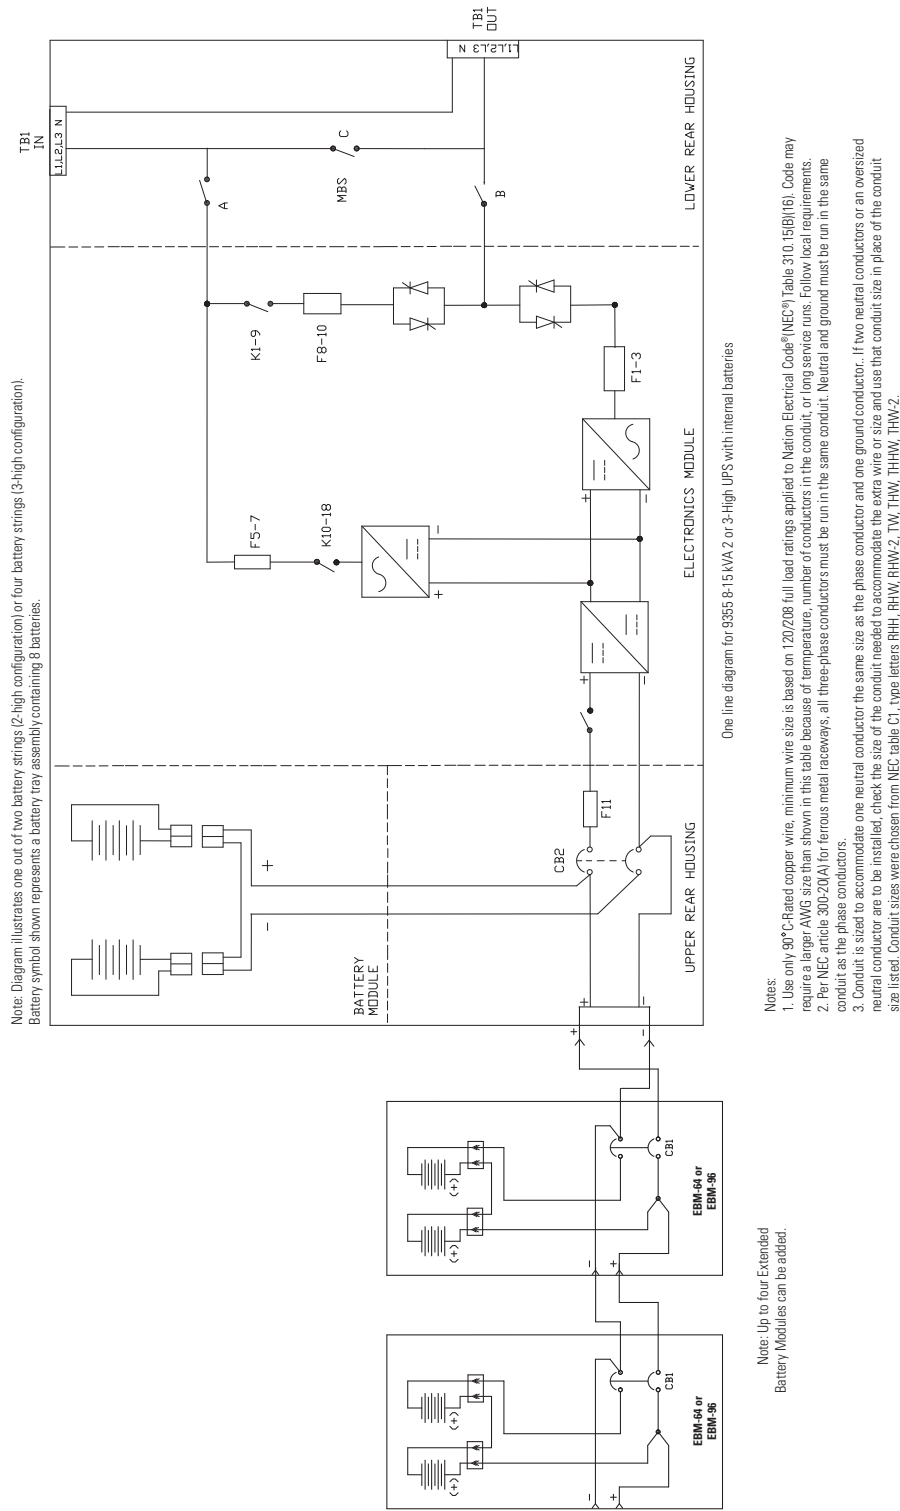 Note: Diagram illustrates one out of two battery strings (2-high configuration) or four battery strings (3-high configuration).
Battery symbol shown represents a battery tray assembly containing 8 batteries.
TB1
IN
L1,L2,L3 N
TB1
OUT
L1,L2,L3 N
A
MBS
C
B
LOWER REAR HOUSING
K1-9
F8-10
F5-7
K10-18
F1-3
+
-
+
-
+
-
ELECTRONICS MODULE
BATTERY
MODULE
+
-
CB2
F11
+
-
UPPER REAR HOUSING
+
-
(+)
(+)
CB1
-
+
EBM-64 or
EBM-96
(+)
(+)
CB1
-
+
EBM-64 or
EBM-96
One line diagram for 9355 8-15 kVA 2 or 3-High UPS with internal batteries
Note: Up to four Extended
Battery Modules can be added.
Notes:
1. Use only 90°C-Rated copper wire, minimum wire size is based on 120/208 full load ratings applied to Nation Electrical Code®(NEC®) Table 310.15(B)(16). Code may
require a larger AWG size than shown in this table because of termperature, number of conductors in the conduit, or long service runs. Follow local requirements.
2. Per NEC article 300-20(A) for ferrous metal raceways, all three-phase conductors must be run in the same conduit. Neutral and ground must be run in the same
conduit as the phase conductors.
3. Conduit is sized to accommodate one neutral conductor the same size as the phase conductor and one ground conductor.. If two neutral conductors or an oversized
neutral conductor are to be installed, check the size of the conduit needed to accommodate the extra wire or size and use that conduit size in place of the conduit
size listed. Conduit sizes were chosen from NEC table C1, type letters RHH, RHW, RHW-2, TW, THW, THHW, THW-2.